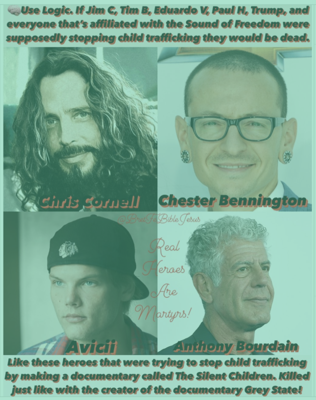 🧠Use Logic. If Jim C, Tim B, Eduardo V, Paul H, Trump, and
everyone that's affiliated with the Sound of Freedom were
supposedly stopping child trafficking they would be dead.
Chris Cornell
Chester Bennington
Real
Heroes
Are
Martyrs!
Avicii
Anthony Bourdain
Like these heroes that were trying to stop child trafficking
by making a documentary called The Silent Children. Killed
just like with the creator of the documentary Grey State!